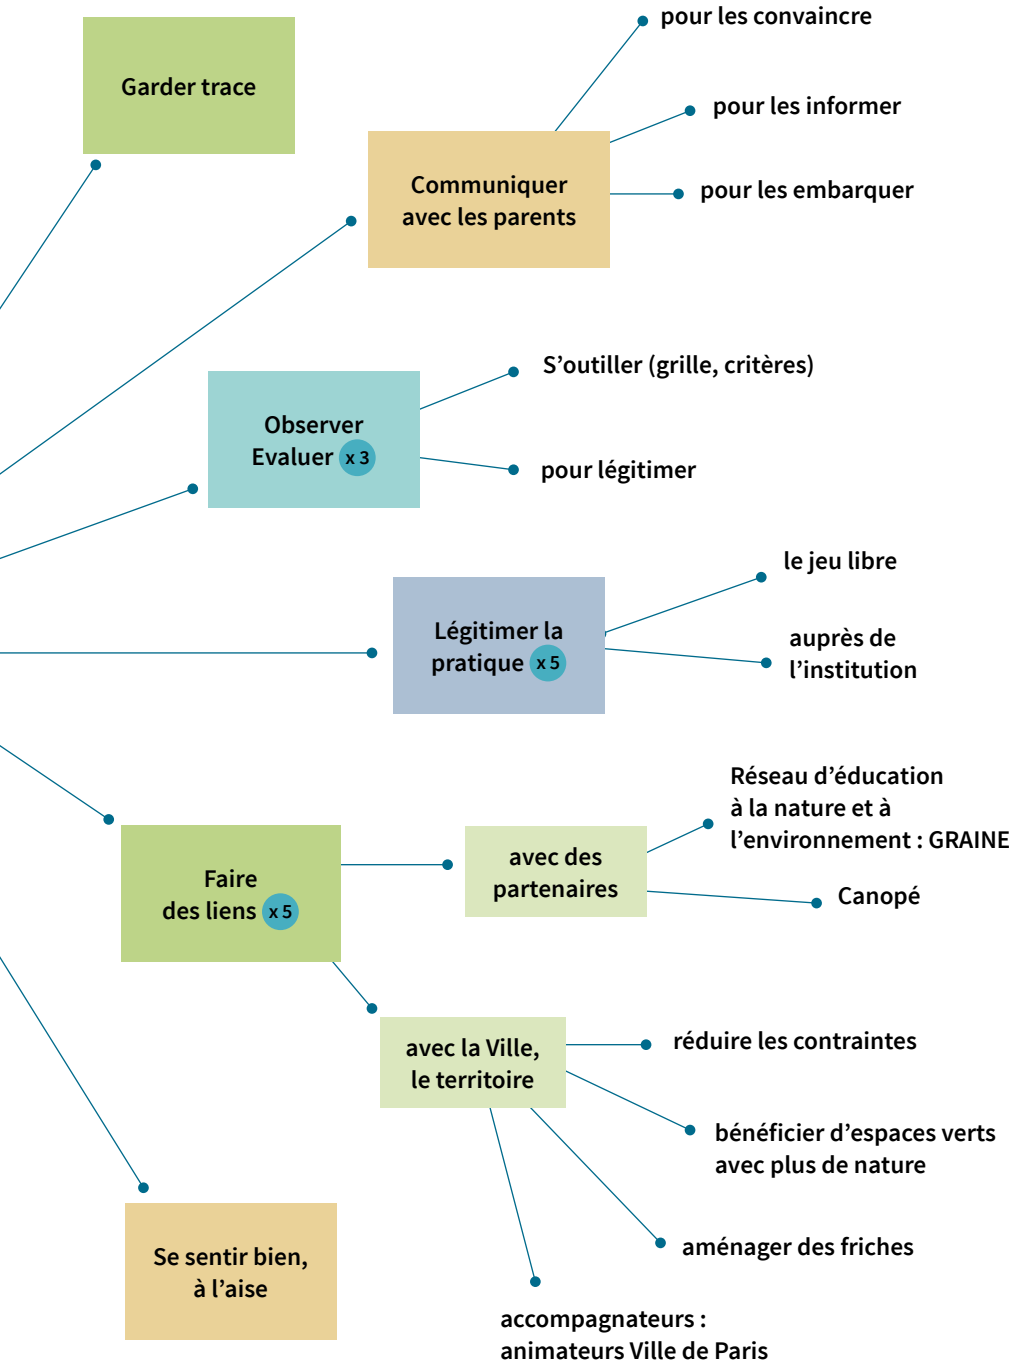 Garder trace
pour les convaincre
pour les informer
Communiquer
avec les parents
pour les embarquer
S’outiller (grille, critères)
Observer
Evaluer x 3
pour légitimer
le jeu libre
Légitimer la
pratique x 5
auprès de
l’institution
Réseau d’éducation
à la nature et à
l’environnement : GRAINE
avec des
partenaires
Faire
des liens x 5
Canopé
avec la Ville,
le territoire
réduire les contraintes
bénéficier d’espaces verts
avec plus de nature
aménager des friches
accompagnateurs :
animateurs Ville de Paris
Se sentir bien,
à l’aise